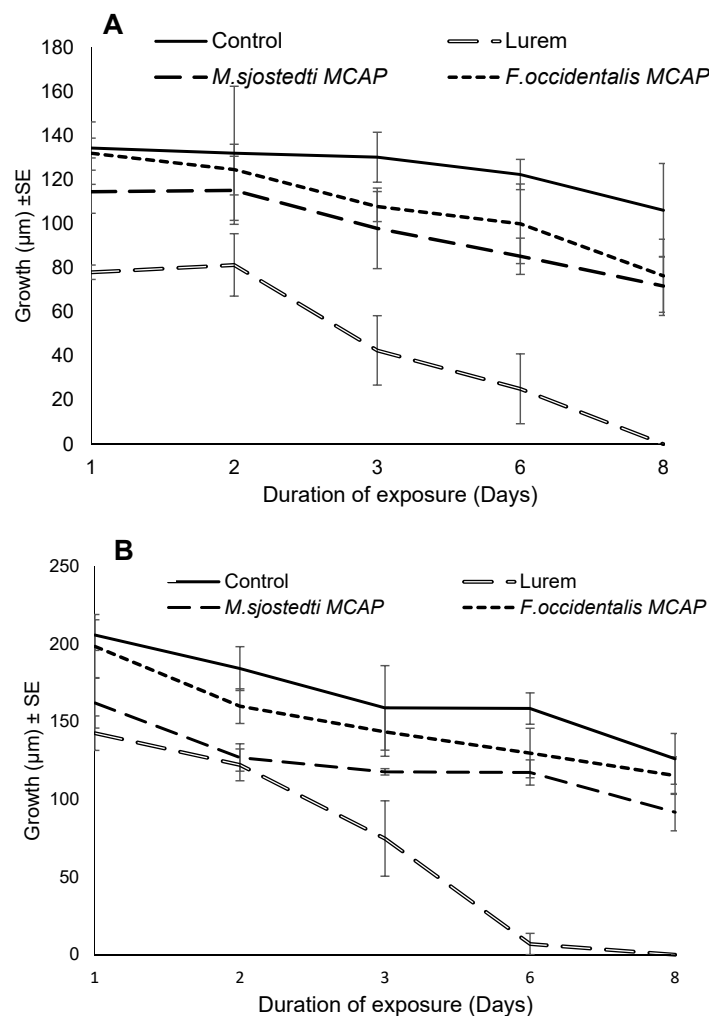 A
Control
Lurem
M.sjostedti MCAP
F.occidentalis MCAP
180
160
140
120
100
80
60
40
20
0
Growth (µm) ±SE
1 2 3 6 8
Duration of exposure (Days)
B
Control
Lurem
M.sjostedti MCAP
F.occidentalis MCAP
250
200
150
100
50
0
Growth (µm) ± SE
1 2 3 6 8
Duration of exposure (Days)